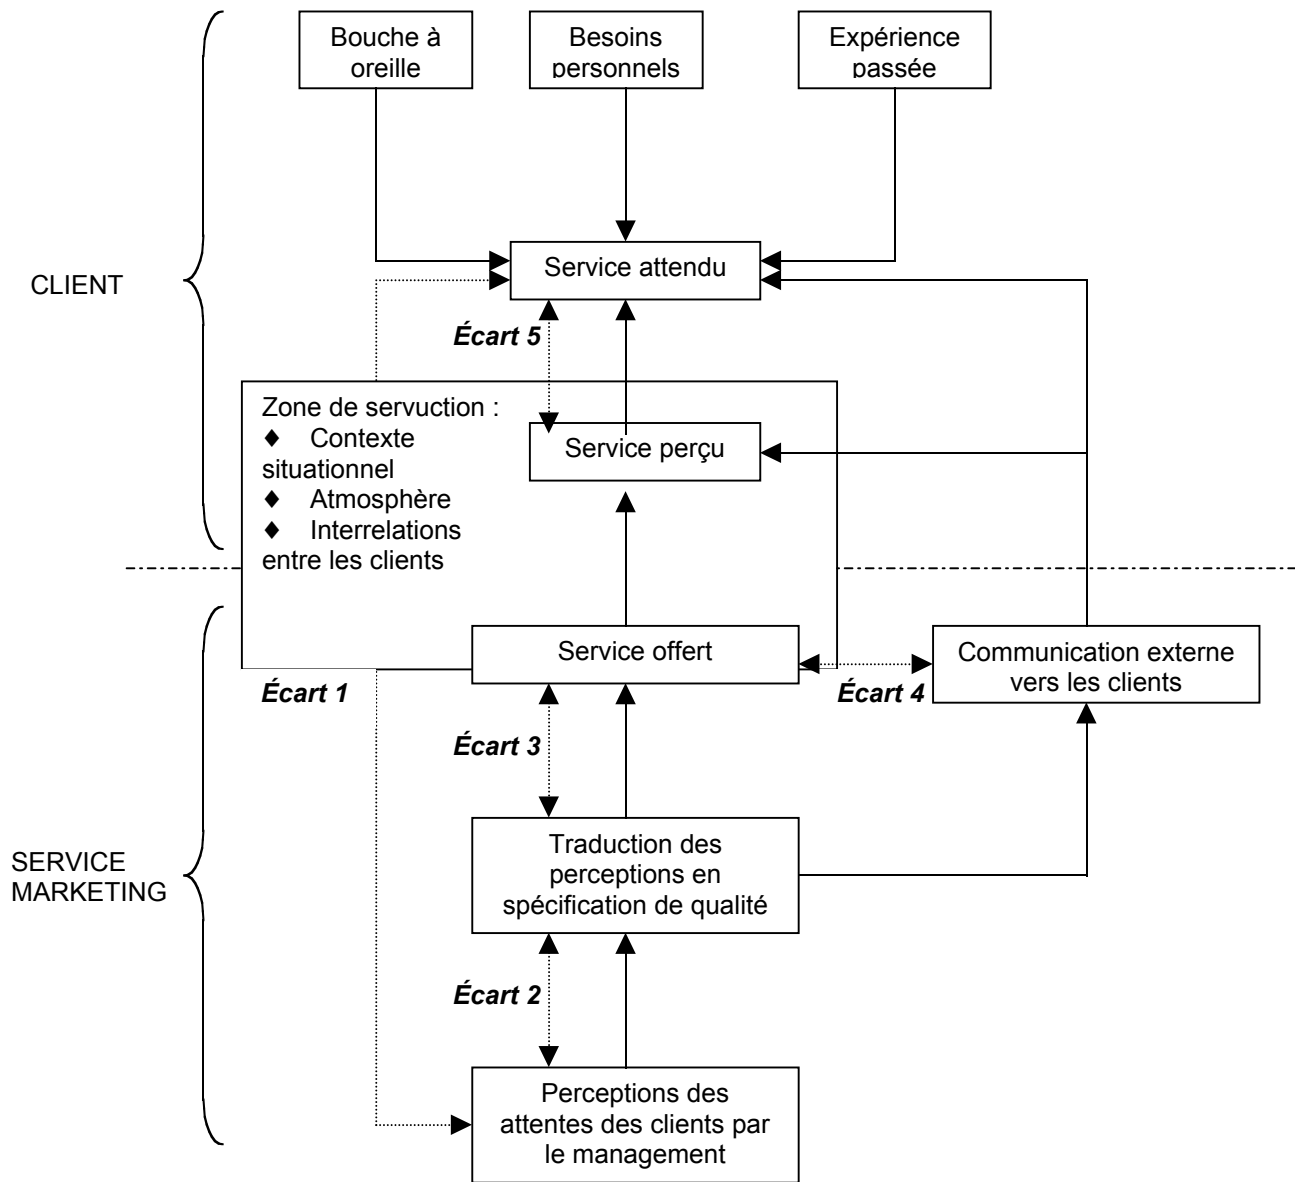 Bouche à
oreille
Besoins
personnels
Expérience
passée
Service attendu
CLIENT
Écart 5
Zone de servuction :
♦ Contexte
situationnel
♦ Atmosphère
♦ Interrelations
entre les clients
Service perçu
Service offert
Communication externe
vers les clients
Écart 1
Écart 4
Écart 3
SERVICE
MARKETING
Traduction des
perceptions en
spécification de qualité
Écart 2
Perceptions des
attentes des clients par
le management